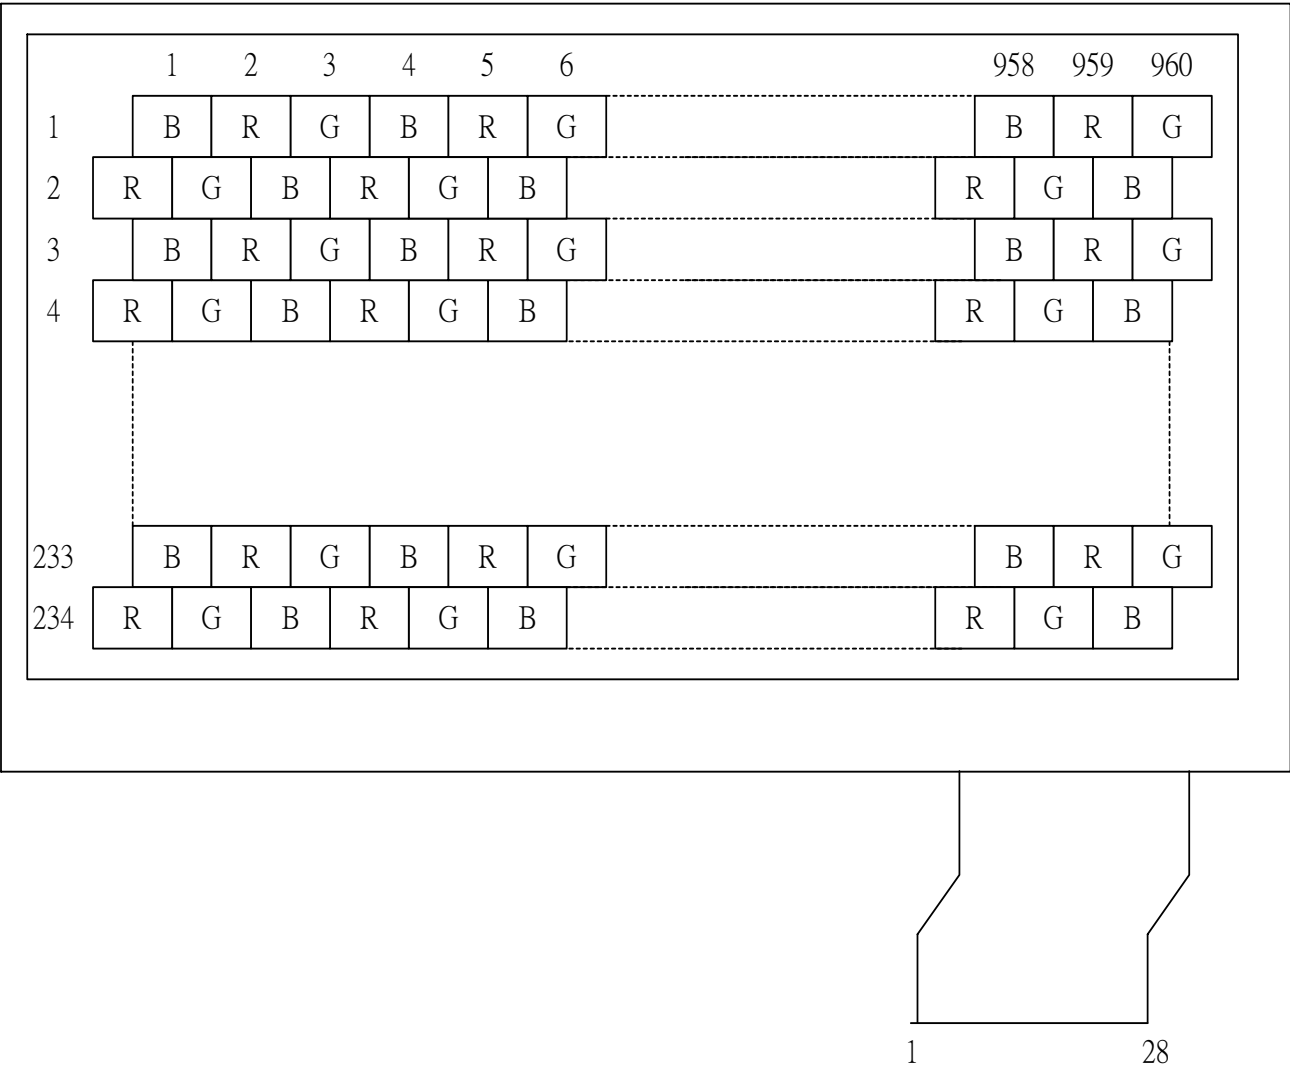 1 2 3 4 5 6 958 959 960
1 B R G B R G B R G
2 R G B R G B R G B
3 B R G B R G B R G
4 R G B R G B R G B
233 B R G B R G B R G
234 R G B R G B R G B
1 28